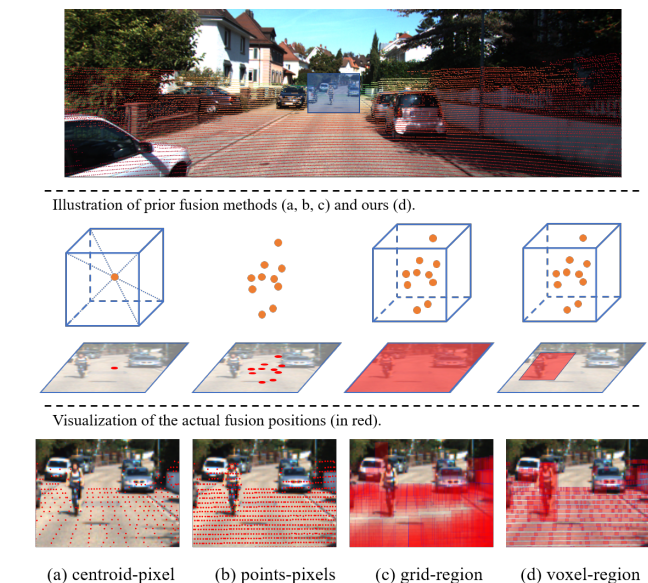 Illustration of prior fusion methods (a, b, c) and ours (d).
Visualization of the actual fusion positions (in red).
(a) centroid-pixel (b) points-pixels (c) grid-region (d) voxel-region